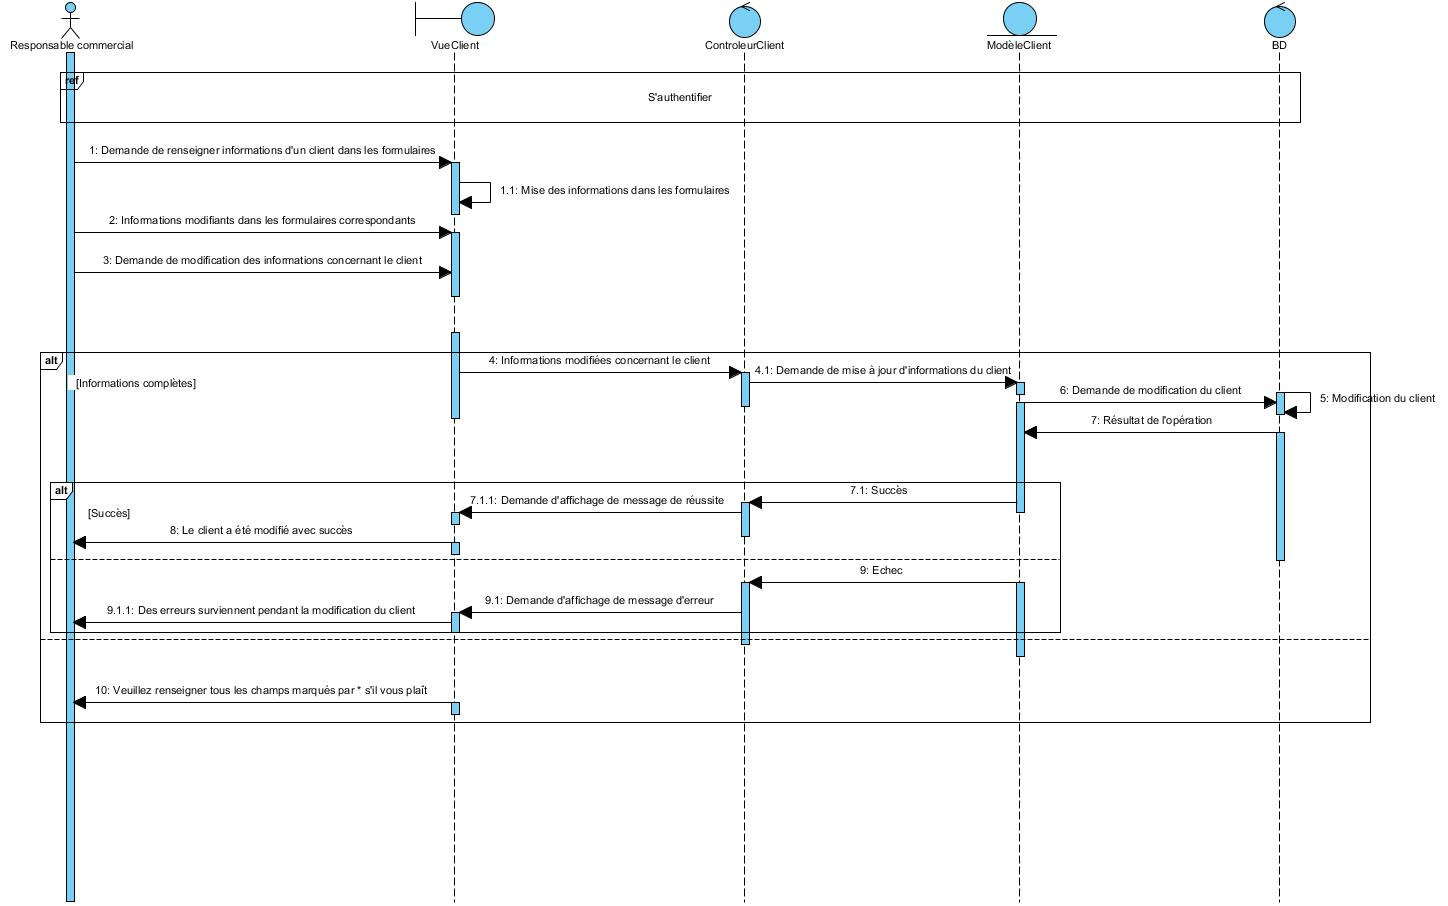 Responsable commercial
VueClient
ControleurClient
ModèleClient
BD
ref
S'authentifier
1: Demande de renseigner informations d'un client dans les formulaires
1.1: Mise des informations dans les formulaires
2: Informations modifiants dans les formulaires correspondants
3: Demande de modification des informations concernant le client
alt
4: Informations modifiées concernant le client
4.1: Demande de mise à jour d'informations du client
[Informations complètes]
6: Demande de modification du client
5: Modification du client
7: Résultat de l'opération
alt
7.1: Succès
7.1.1: Demande d'affichage de message de réussite
[Succès]
8: Le client a été modifié avec succès
9: Echec
9.1: Demande d'affichage de message d'erreur
9.1.1: Des erreurs surviennent pendant la modification du client
10: Veuillez renseigner tous les champs marqués par * s'il vous plaît